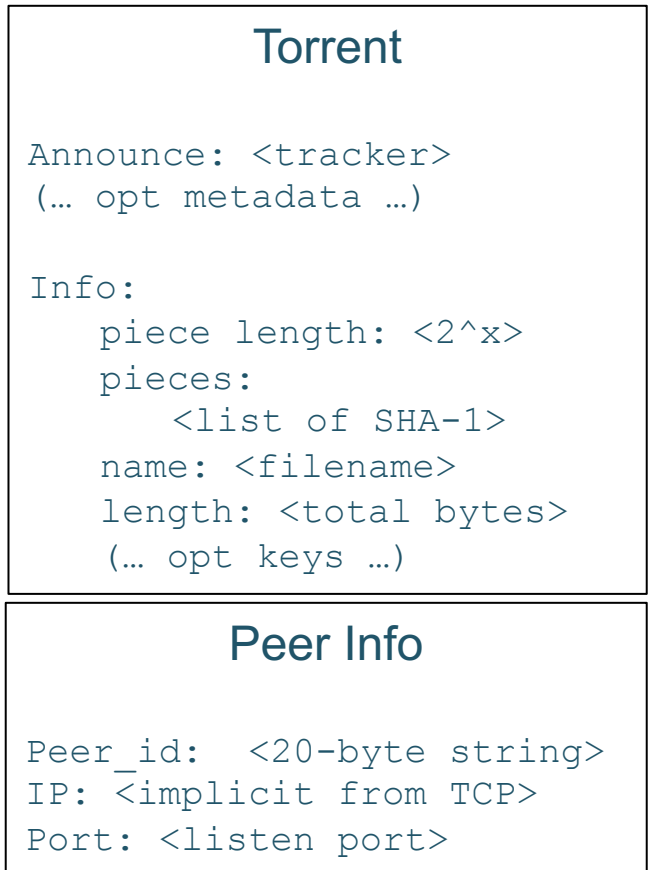 Torrent
Announce: <tracker>
(… opt metadata …)
Info:
piece length: <2^x>
pieces:
<list of SHA-1>
name: <filename>
length: <total bytes>
(… opt keys …)
Peer Info
Peer_id:  <20-byte string>
IP: <implicit from TCP>
Port: <listen port>